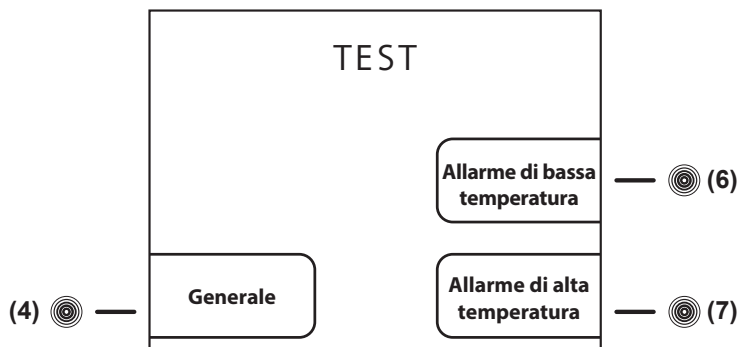 TEST
Allarme di bassa
temperatura
(6)
(4)
Generale
Allarme di alta
temperatura
(7)